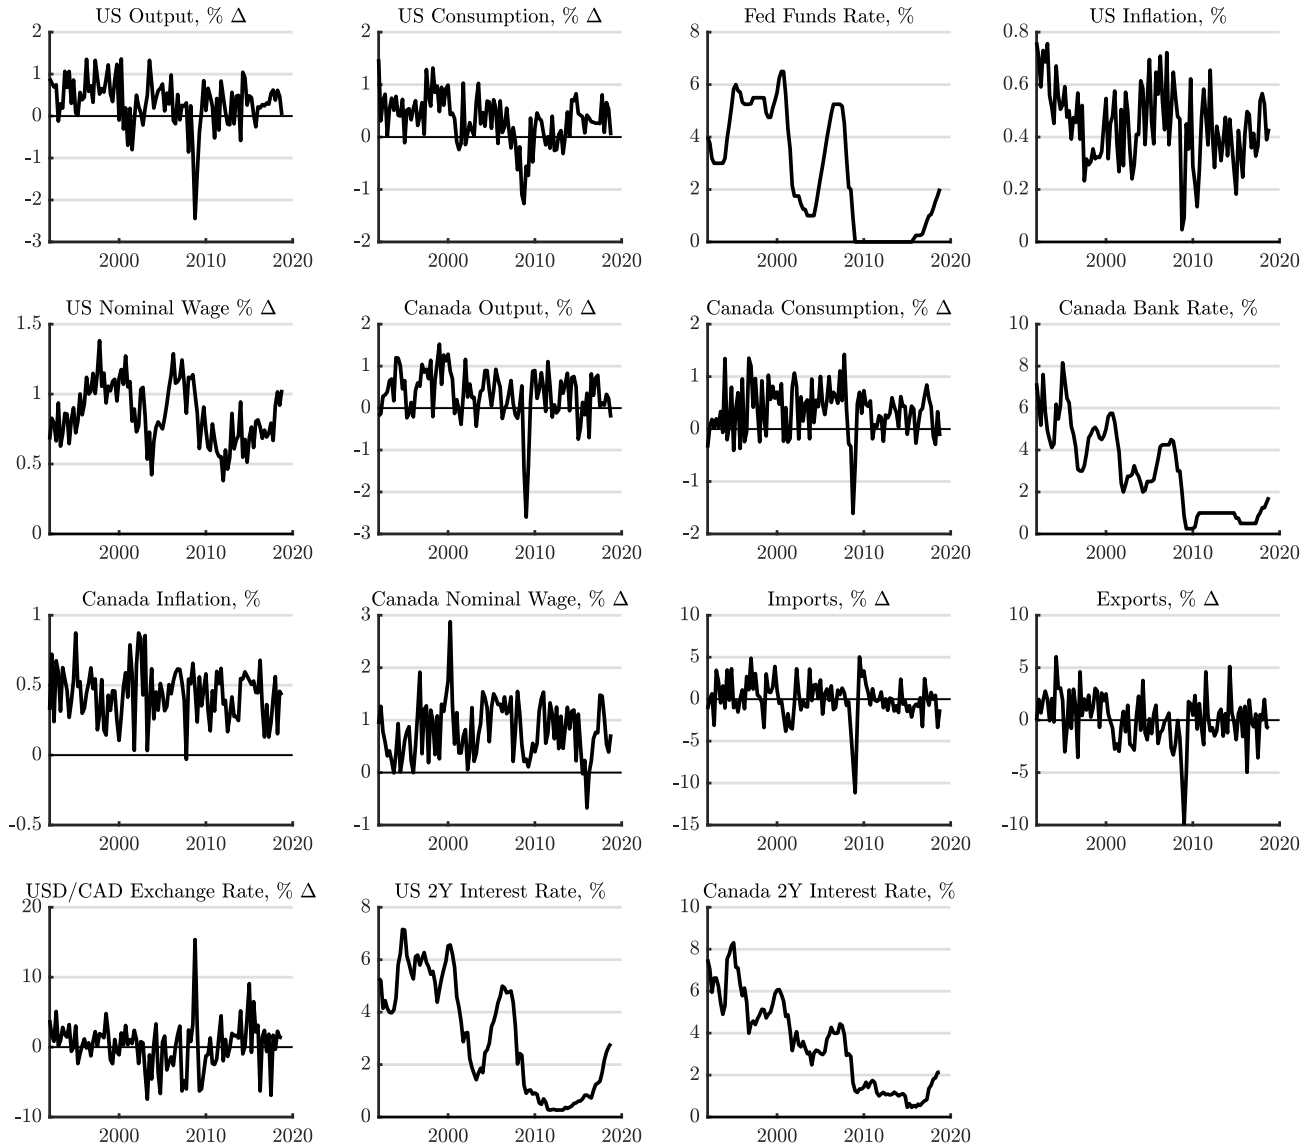 US Output, % Δ
2
1
0
-1
-2
-3
2000 2010 2020
US Consumption, % Δ
2
1
0
-1
-2
2000 2010 2020
Fed Funds Rate, %
8
6
4
2
0
2000 2010 2020
US Inflation, %
0.8
0.6
0.4
0.2
0
2000 2010 2020
US Nominal Wage % Δ
1.5
1
0.5
0
2000 2010 2020
Canada Output, % Δ
2
1
0
-1
-2
-3
2000 2010 2020
Canada Consumption, % Δ
2
1
0
-1
-2
2000 2010 2020
Canada Bank Rate, %
10
8
6
4
2
0
2000 2010 2020
Canada Inflation, %
1
0.5
0
-0.5
2000 2010 2020
Canada Nominal Wage, % Δ
3
2
1
0
-1
2000 2010 2020
Imports, % Δ
10
5
0
-5
-10
-15
2000 2010 2020
Exports, % Δ
10
5
0
-5
-10
2000 2010 2020
USD/CAD Exchange Rate, % Δ
20
10
0
-10
2000 2010 2020
US 2Y Interest Rate, %
8
6
4
2
0
2000 2010 2020
Canada 2Y Interest Rate, %
10
8
6
4
2
0
2000 2010 2020